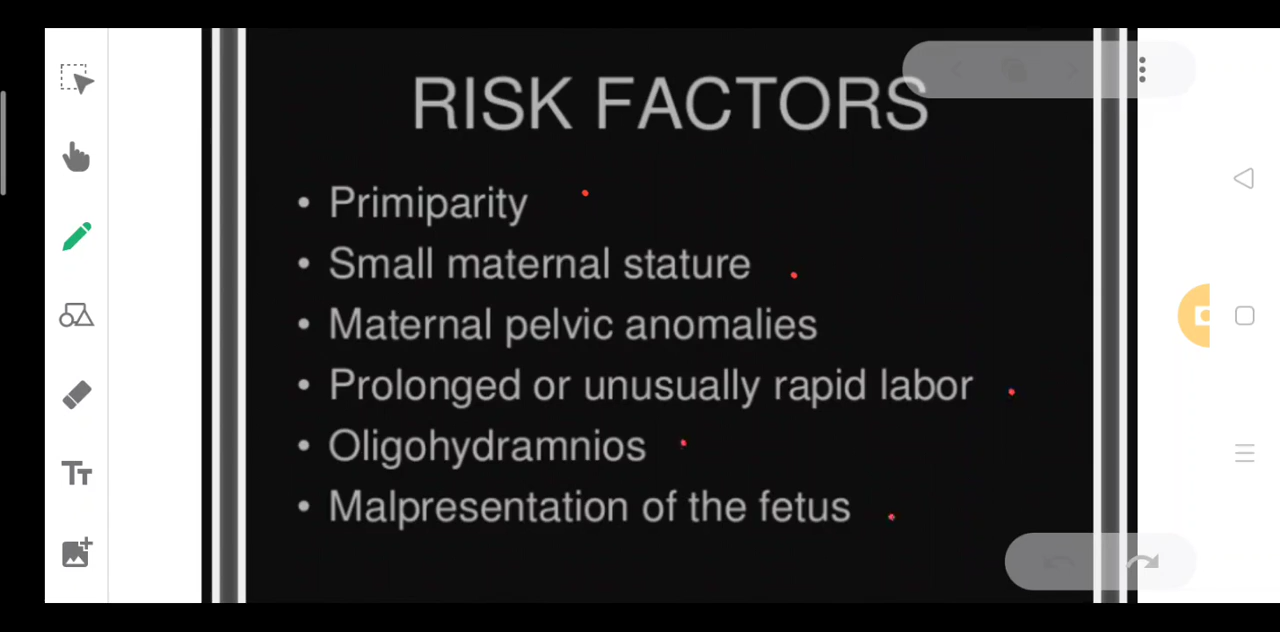 RISK FACTORS
• Primiparity
• Small maternal stature
• Maternal pelvic anomalies
• Prolonged or unusually rapid labor
• Oligohydramnios
• Malpresentation of the fetus
TT